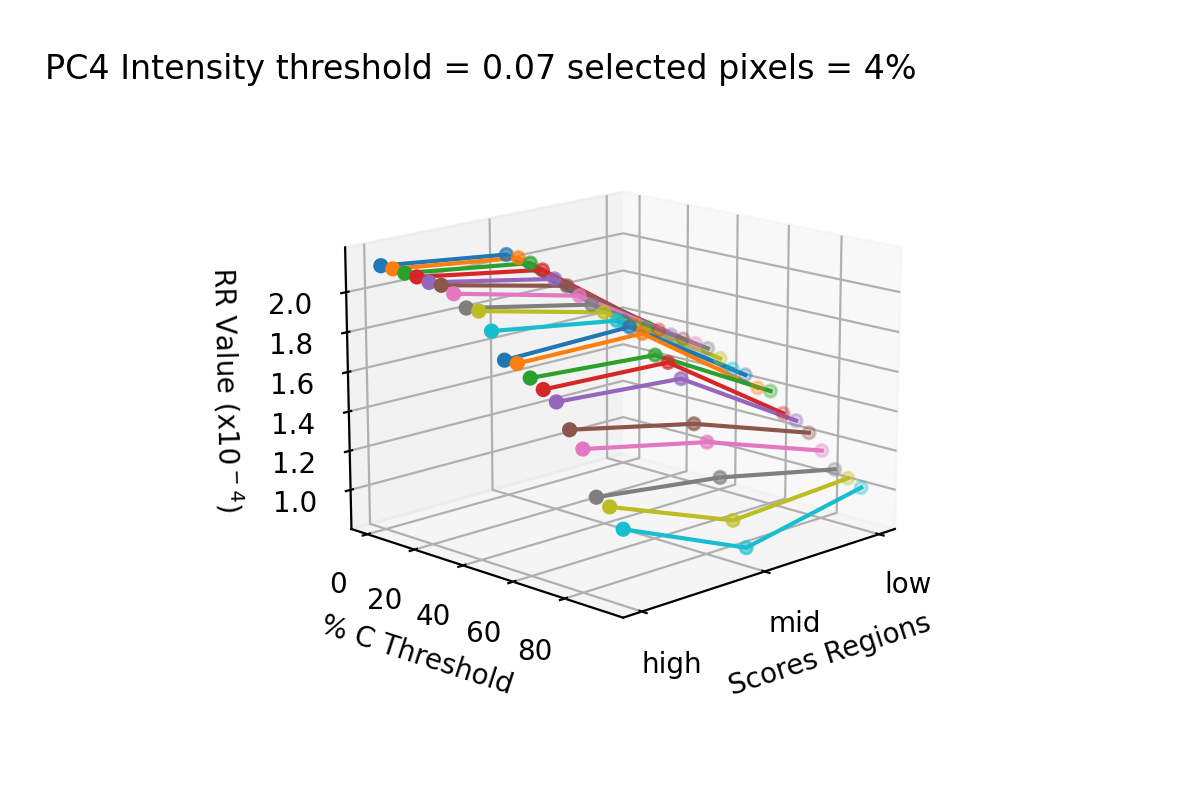 PC4 Intensity threshold = 0.07 selected pixels = 4%
RR Value (x10⁻⁴)
2.0
1.8
1.6
1.4
1.2
1.0
0
20
40
60
80
% C Threshold
high
mid
low
Scores Regions